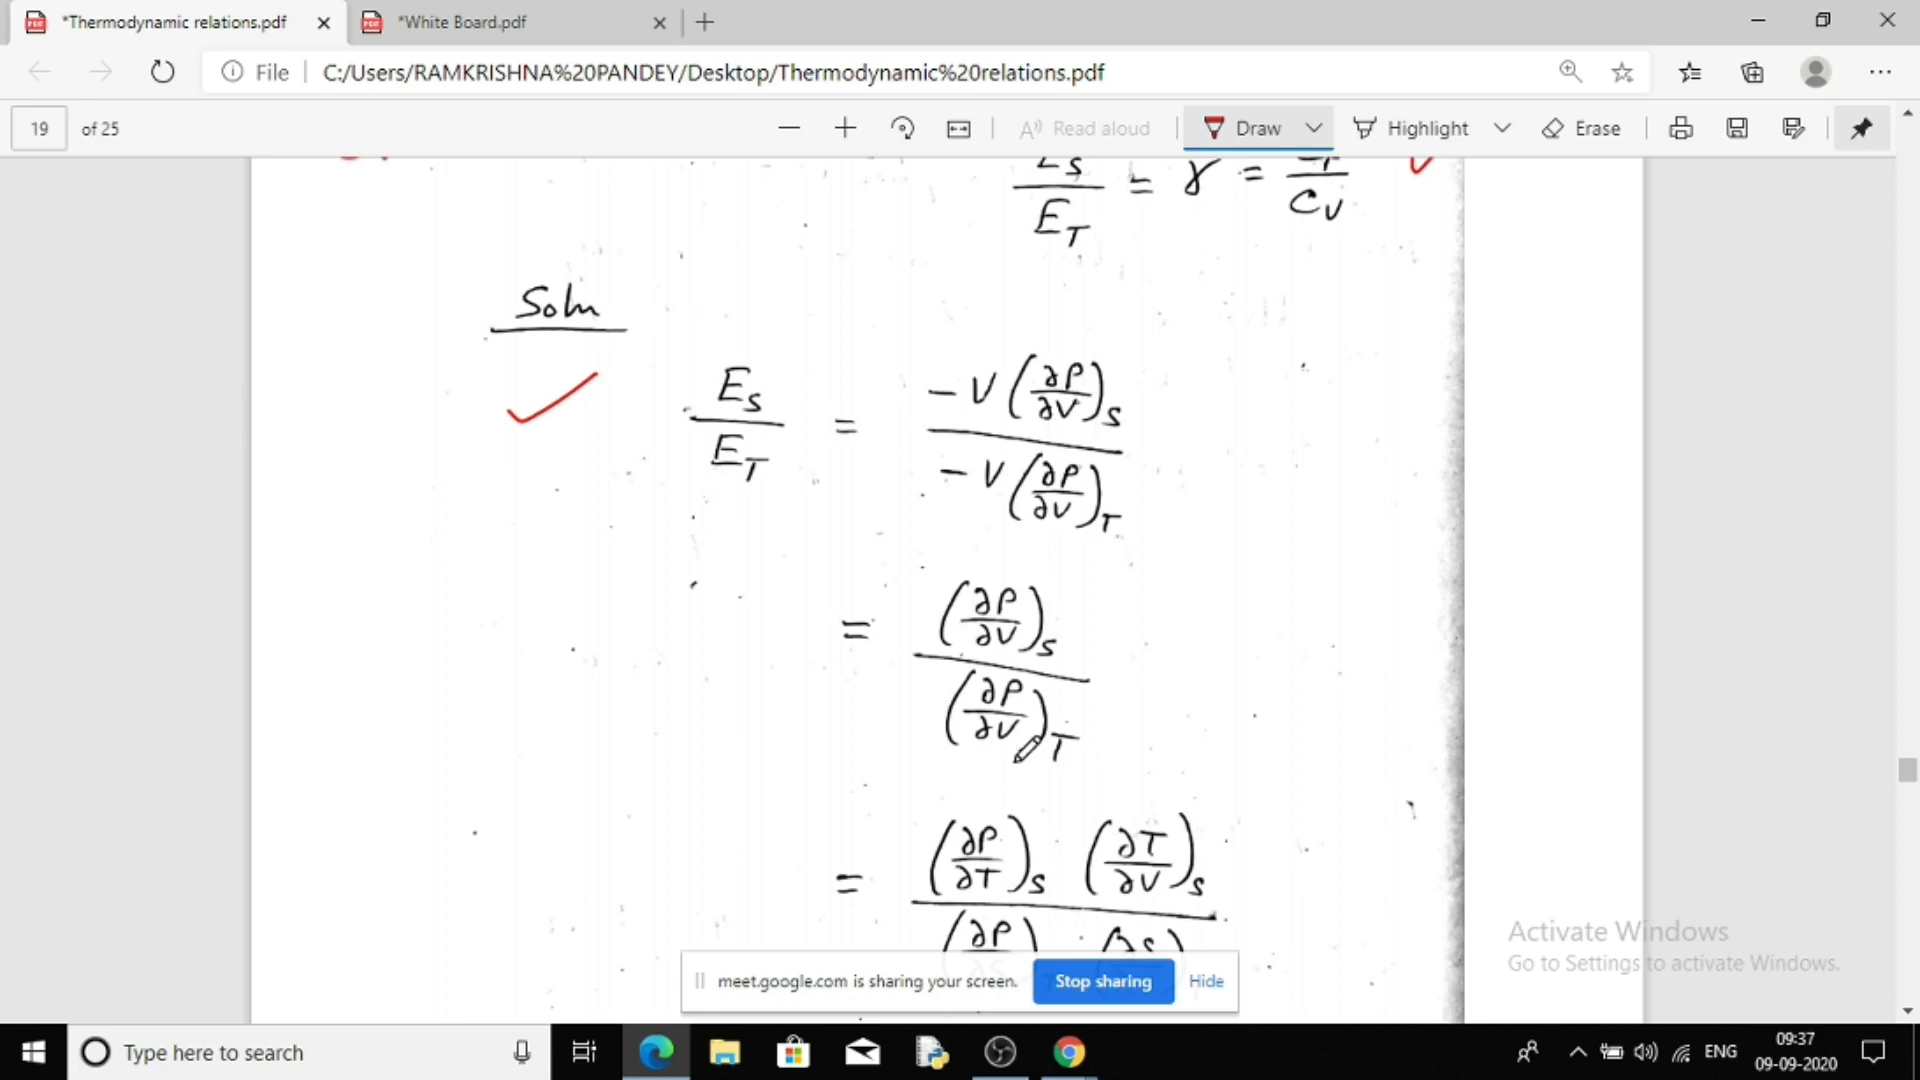 *Thermodynamic relations.pdf
*White Board.pdf
File
C:/Users/RAMKRISHNA%20PANDEY/Desktop/Thermodynamic%20relations.pdf
19 of 25
Read aloud
Draw
Highlight
Erase
E_S / E_T = γ = / C_V
Soln
E_S / E_T = -V (∂P/∂V)_S / -V (∂P/∂V)_T
= (∂P/∂V)_S / (∂P/∂V)_T
= (∂P/∂T)_S (∂T/∂V)_S
meet.google.com is sharing your screen.
Stop sharing
Hide
Activate Windows
Go to Settings to activate Windows.
Type here to search
ENG
09:37
09-09-2020